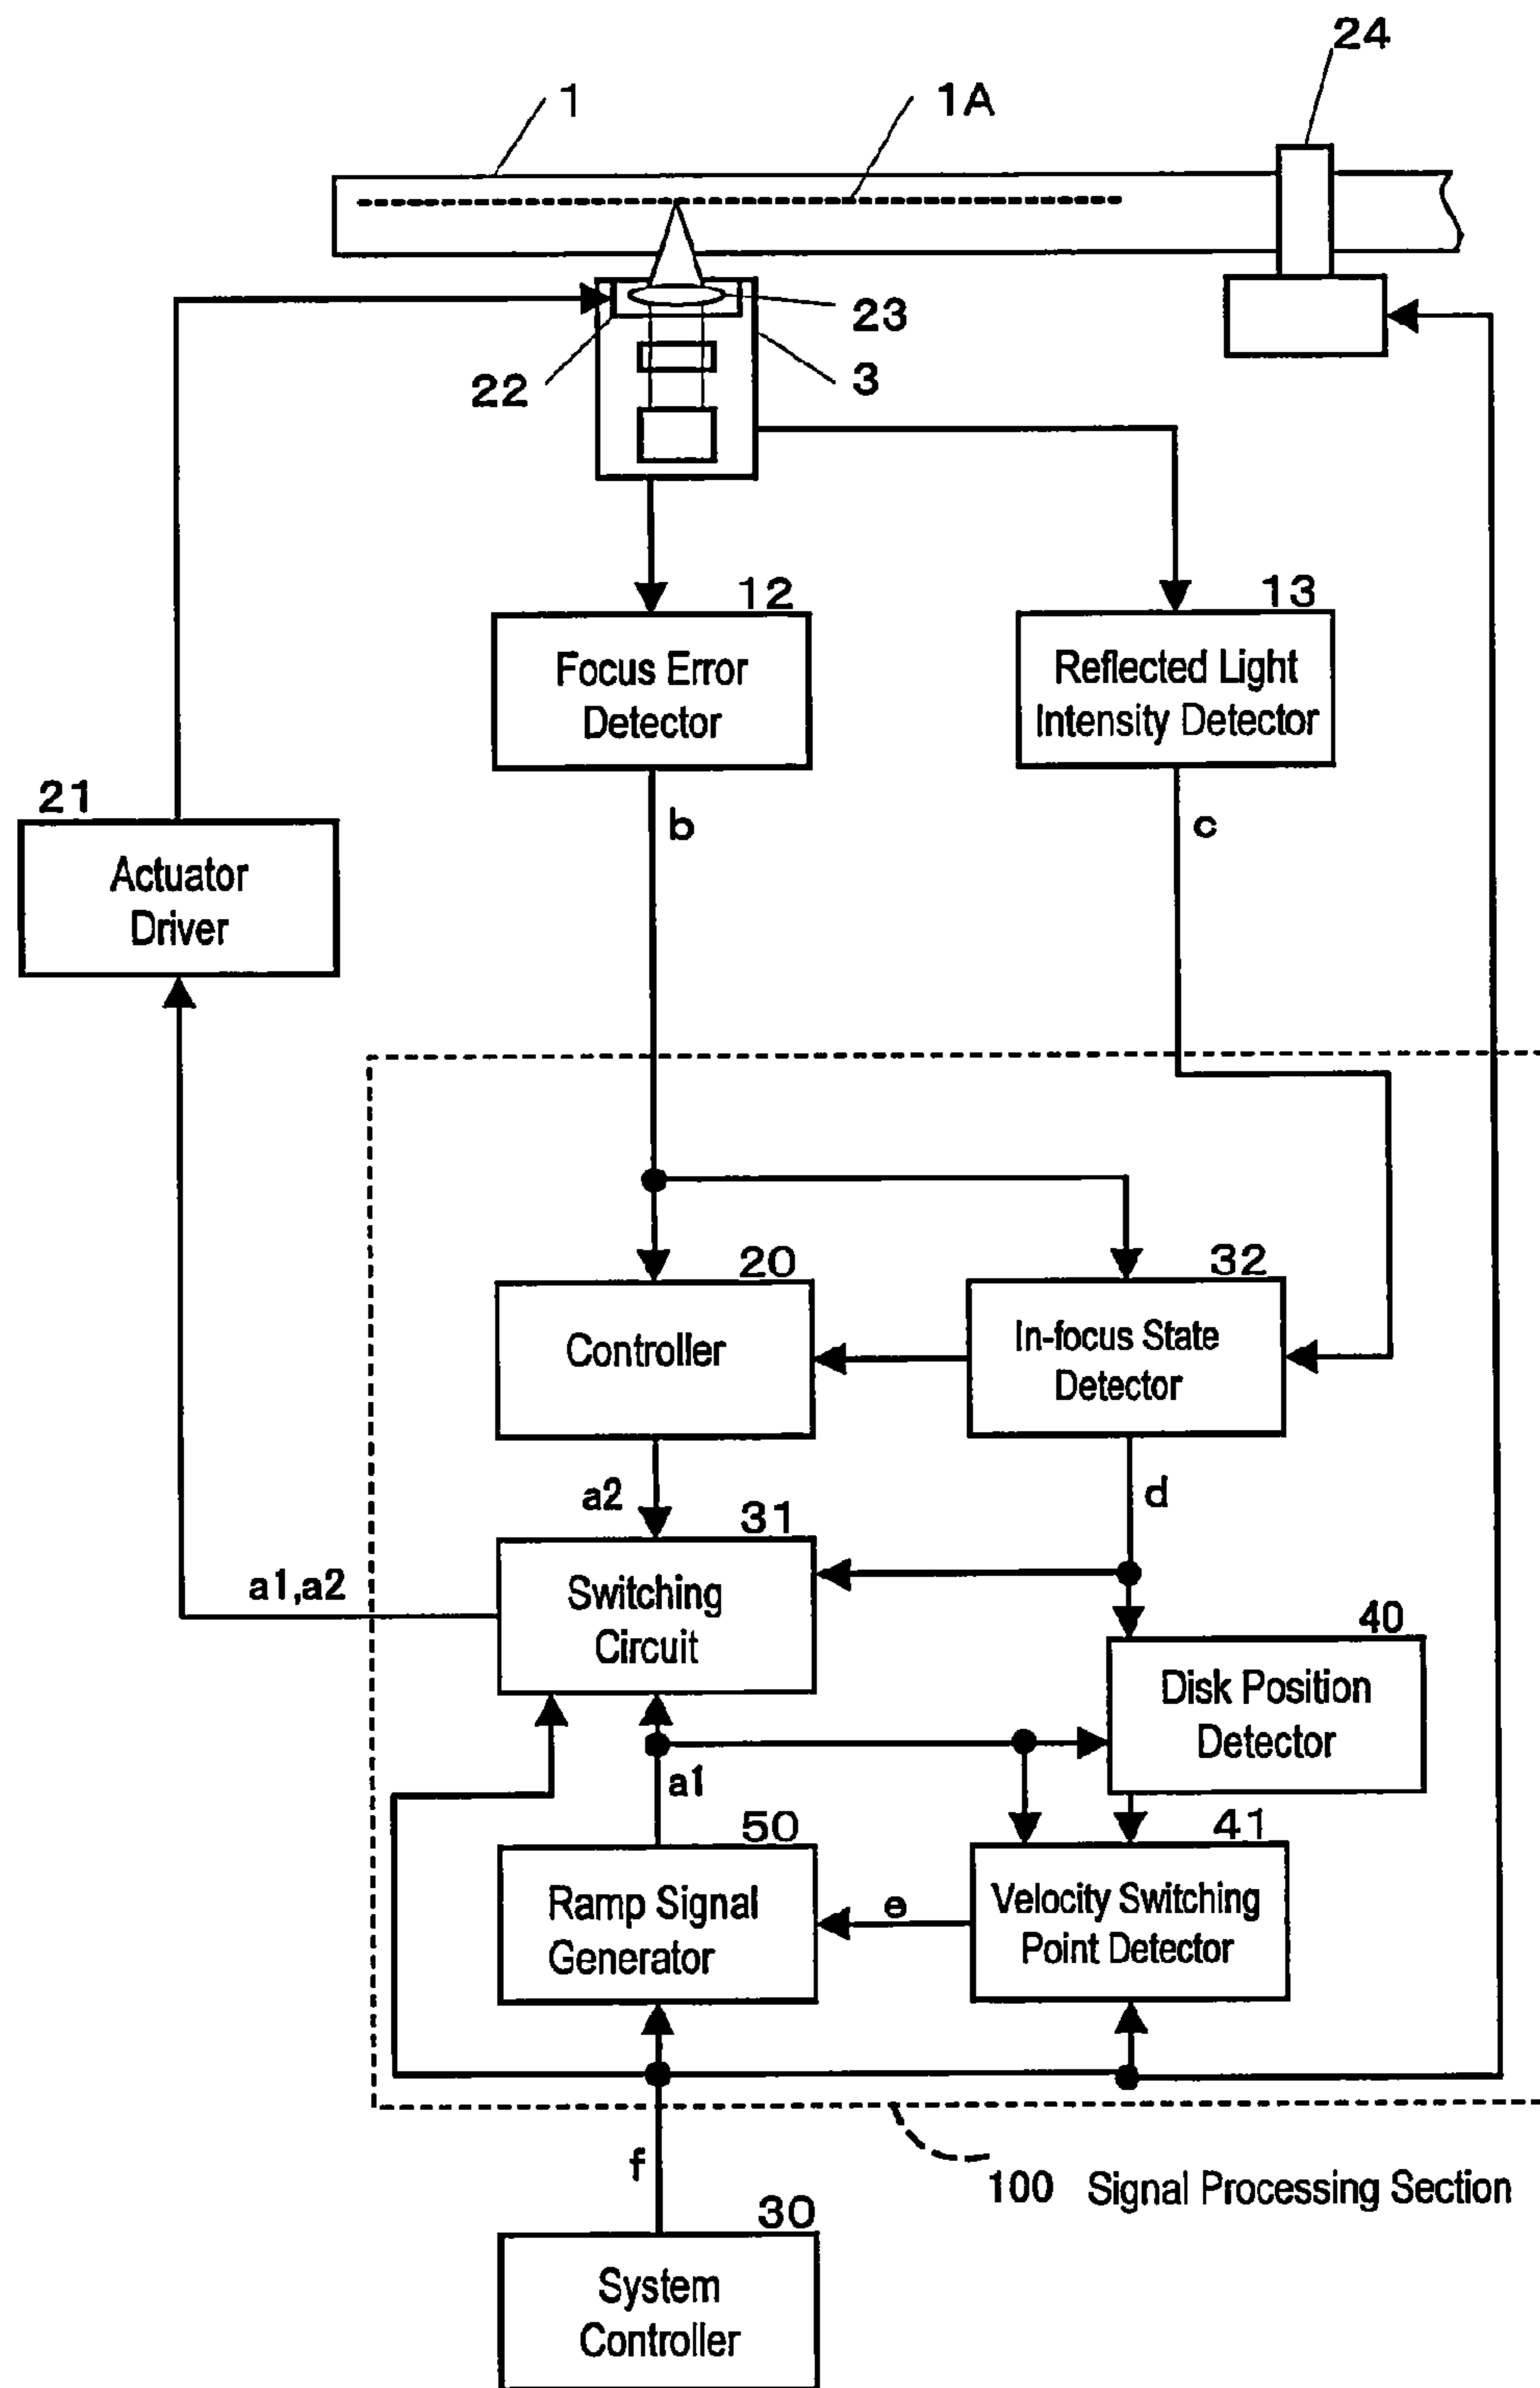 24
1
1A
23
22
3
12
Focus Error
Detector
13
Reflected Light
Intensity Detector
21
Actuator
Driver
b
c
20
Controller
32
In-focus State
Detector
a2
d
31
Switching
Circuit
a1,a2
40
Disk Position
Detector
a1
50
Ramp Signal
Generator
e
41
Velocity Switching
Point Detector
f
100 Signal Processing Section
30
System
Controller